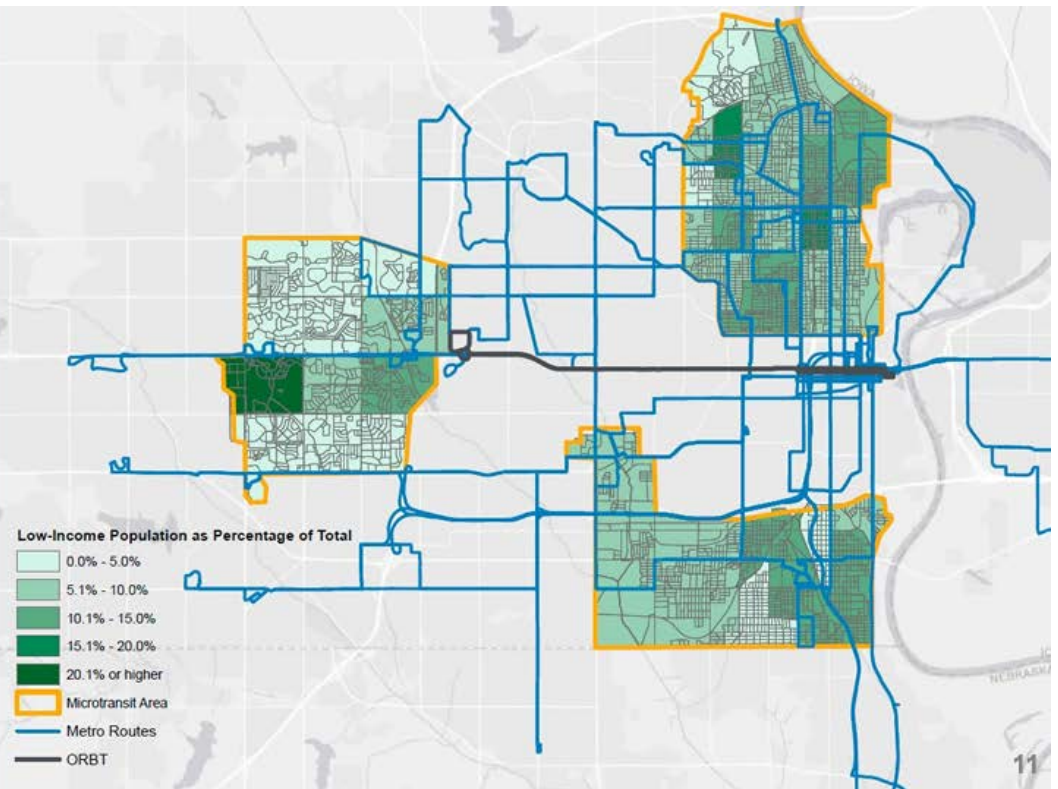 IOWA
Low-Income Population as Percentage of Total
0.0% - 5.0%
5.1% - 10.0%
10.1% - 15.0%
15.1% - 20.0%
20.1% or higher
Microtransit Area
Metro Routes
ORBT
11